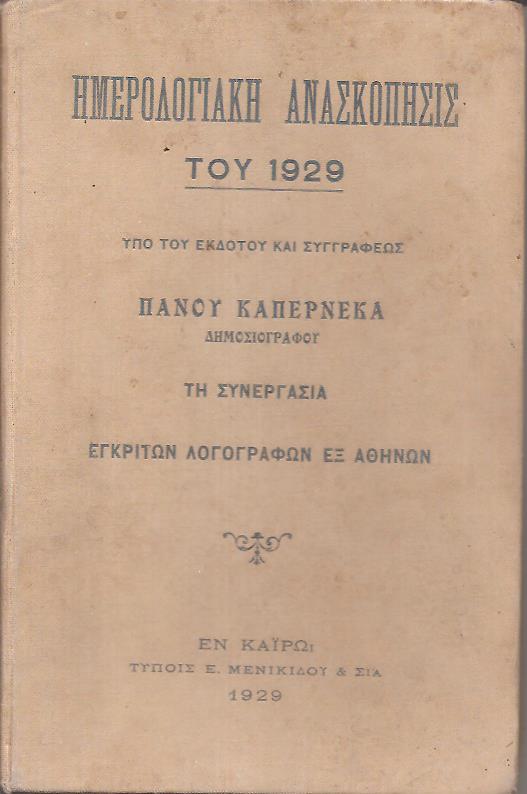 ΗΜΕΡΟΛΟΓΙΑΚΗ ΑΝΑΣΚΟΠΗΣΙΣ
ΤΟΥ 1929
ΥΠΟ ΤΟΥ ΕΚΔΟΤΟΥ ΚΑΙ ΣΥΓΓΡΑΦΕΩΣ
ΠΑΝΟΥ ΚΑΠΕΡΝΕΚΑ
ΔΗΜΟΣΙΟΓΡΑΦΟΥ
ΤΗ ΣΥΝΕΡΓΑΣΙΑ
ΕΓΚΡΙΤΩΝ ΛΟΓΟΓΡΑΦΩΝ ΕΞ ΑΘΗΝΩΝ
ΕΝ ΚΑΪΡΩι
ΤΥΠΟΙΣ Ε. ΜΕΝΙΚΙΔΟΥ & ΣΙΑ
1929